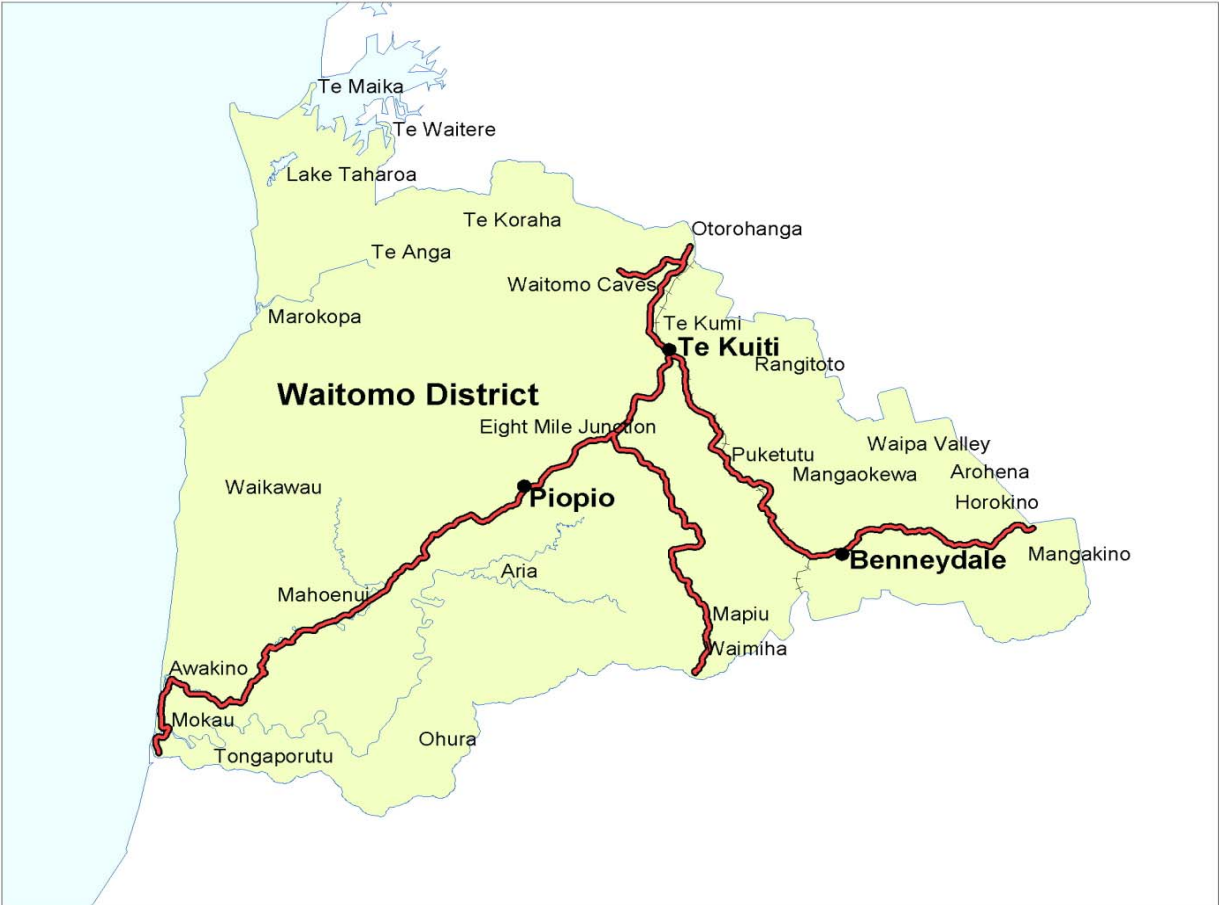 Te Maika
Te Waitere
Lake Taharoa
Te Koraha
Otorohanga
Te Anga
Waitomo Caves
Marokopa
Te Kumi
Te Kuiti
Rangitoto
Waitomo District
Eight Mile Junction
Waipa Valley
Puketutu
Mangaokewa
Arohena
Waikawau
Piopio
Horokino
Mangakino
Benneydale
Aria
Mahoenui
Mapiu
Waimiha
Awakino
Mokau
Ohura
Tongaporutu